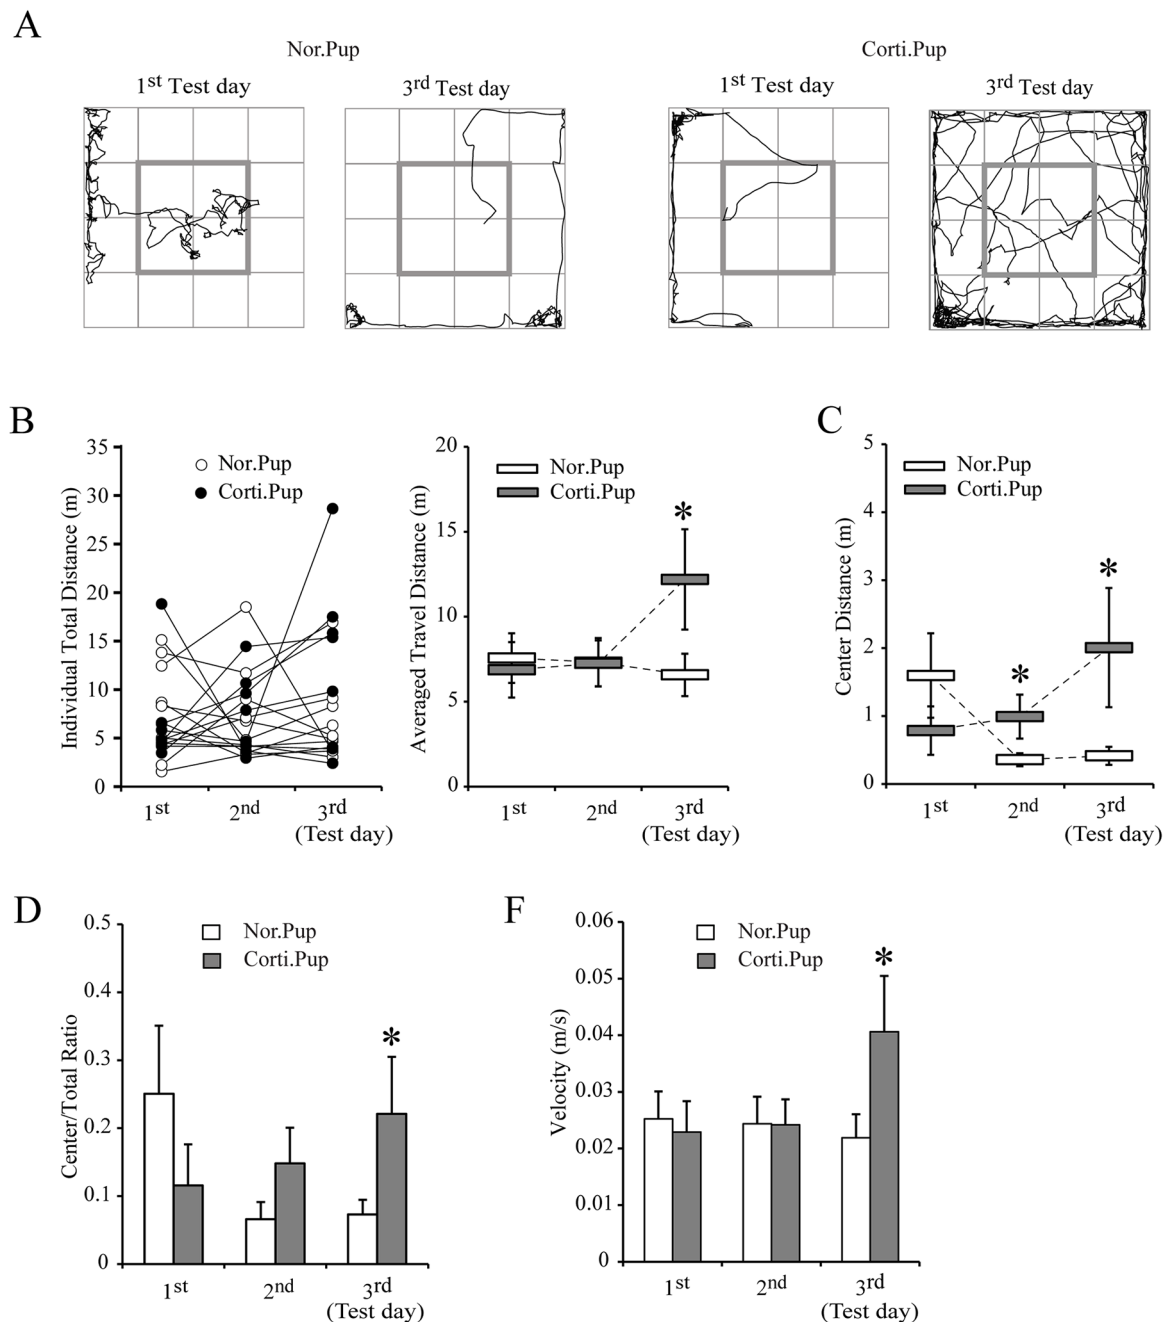 A
Nor.Pup
Corti.Pup
1st Test day
3rd Test day
1st Test day
3rd Test day
B
Individual Total Distance (m)
35
30
25
20
15
10
5
0
Nor.Pup
Corti.Pup
1st
2nd
3rd
(Test day)
Averaged Travel Distance (m)
20
15
10
5
0
Nor.Pup
Corti.Pup
*
1st
2nd
3rd
(Test day)
C
Center Distance (m)
5
4
3
2
1
0
Nor.Pup
Corti.Pup
*
*
1st
2nd
3rd
(Test day)
D
Center/Total Ratio
0.5
0.4
0.3
0.2
0.1
0
Nor.Pup
Corti.Pup
*
1st
2nd
3rd
(Test day)
F
Velocity (m/s)
0.06
0.05
0.04
0.03
0.02
0.01
0
Nor.Pup
Corti.Pup
*
1st
2nd
3rd
(Test day)